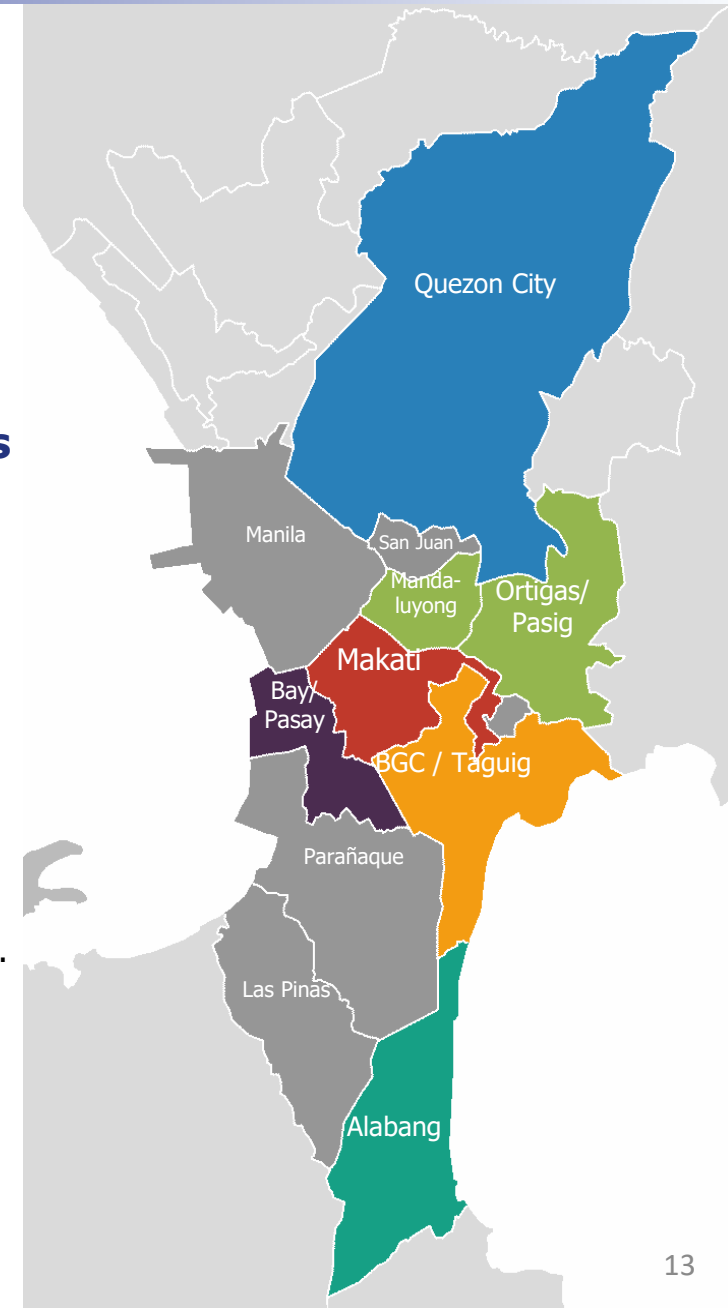 Quezon City
s
Manila
San Juan
Manda-
luyong
Ortigas/
Pasig
Makati
Bay/
Pasay
BGC / Taguig
Parañaque
.
Las Pinas
Alabang
13